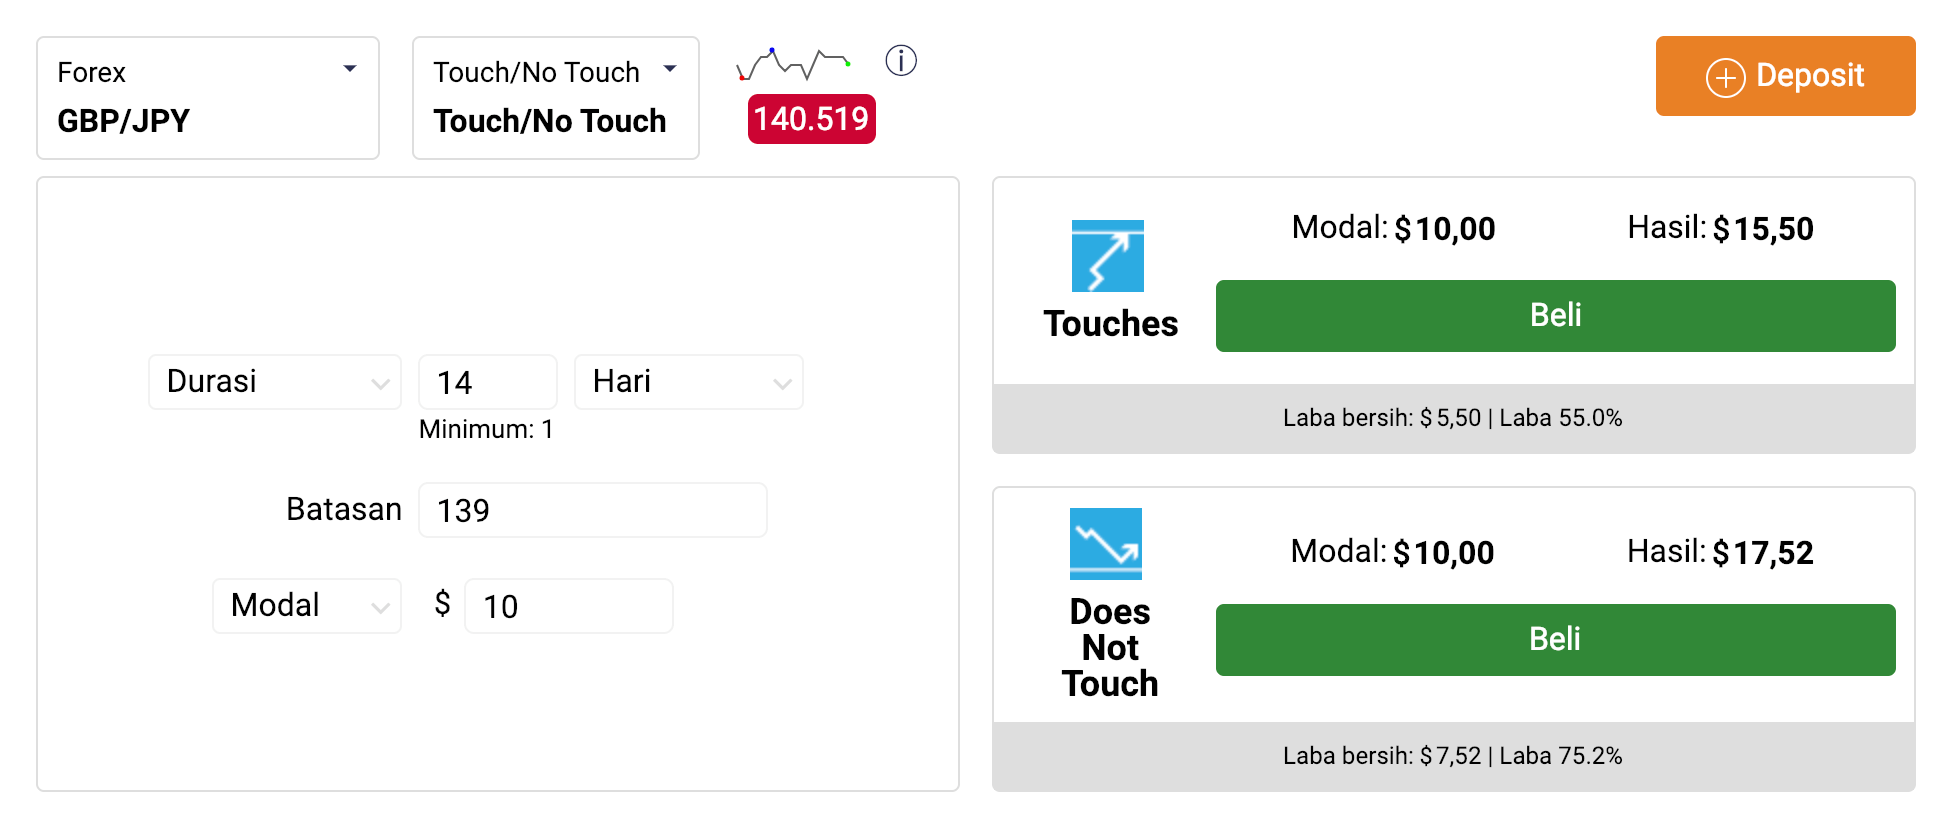 Forex
GBP/JPY
Touch/No Touch
Touch/No Touch
140.519
Deposit
Durasi
14
Hari
Minimum: 1
Batasan
139
Modal
$
10
Modal: $ 10,00
Hasil: $ 15,50
Touches
Beli
Laba bersih: $ 5,50 | Laba 55.0%
Modal: $ 10,00
Hasil: $ 17,52
Does
Not
Touch
Beli
Laba bersih: $ 7,52 | Laba 75.2%